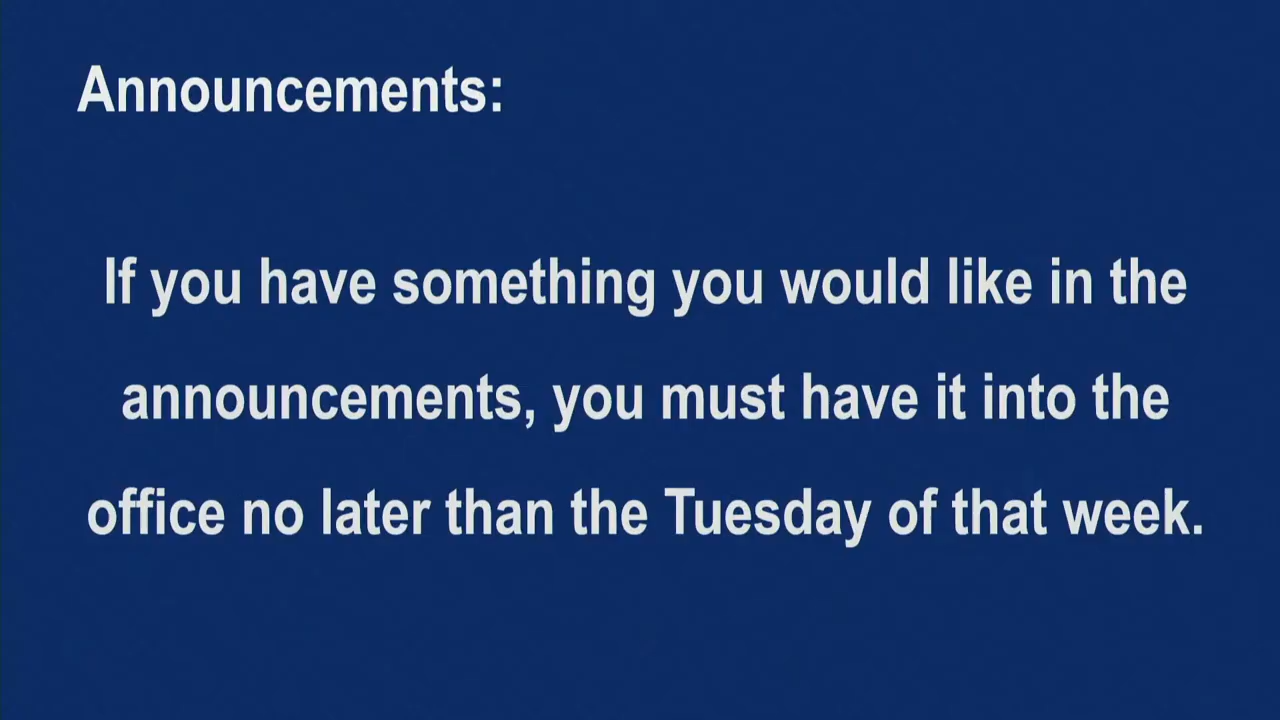 Announcements:
If you have something you would like in the
announcements, you must have it into the
office no later than the Tuesday of that week.